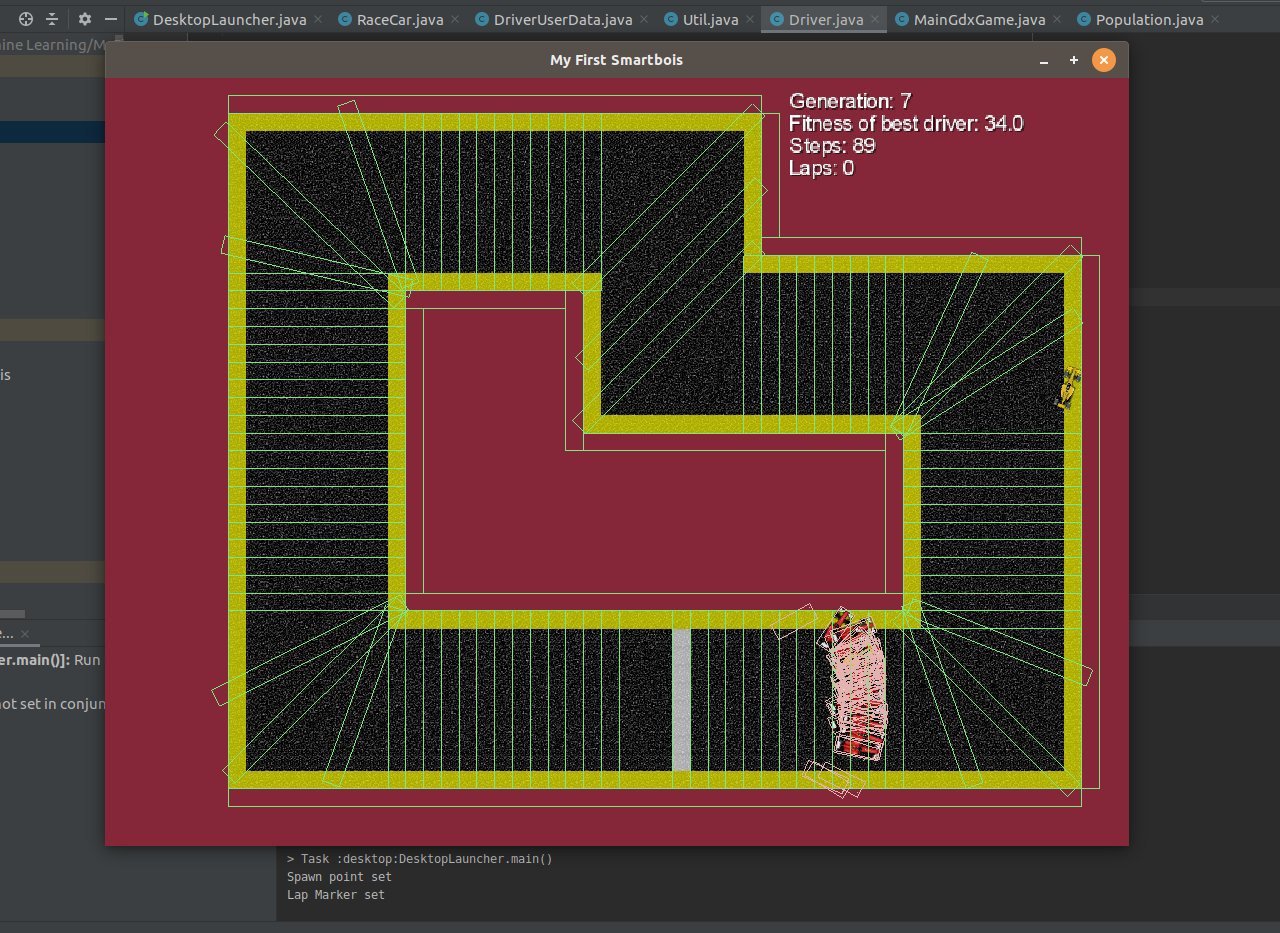 DesktopLauncher.java
RaceCar.java
DriverUserData.java
Util.java
Driver.java
MainGdxGame.java
Population.java
ine Learning/M
My First Smartbois
Generation: 7
Fitness of best driver: 34.0
Steps: 89
Laps: 0
is
e...
er.main()]: Run
not set in conjun
> Task :desktop:DesktopLauncher.main()
Spawn point set
Lap Marker set